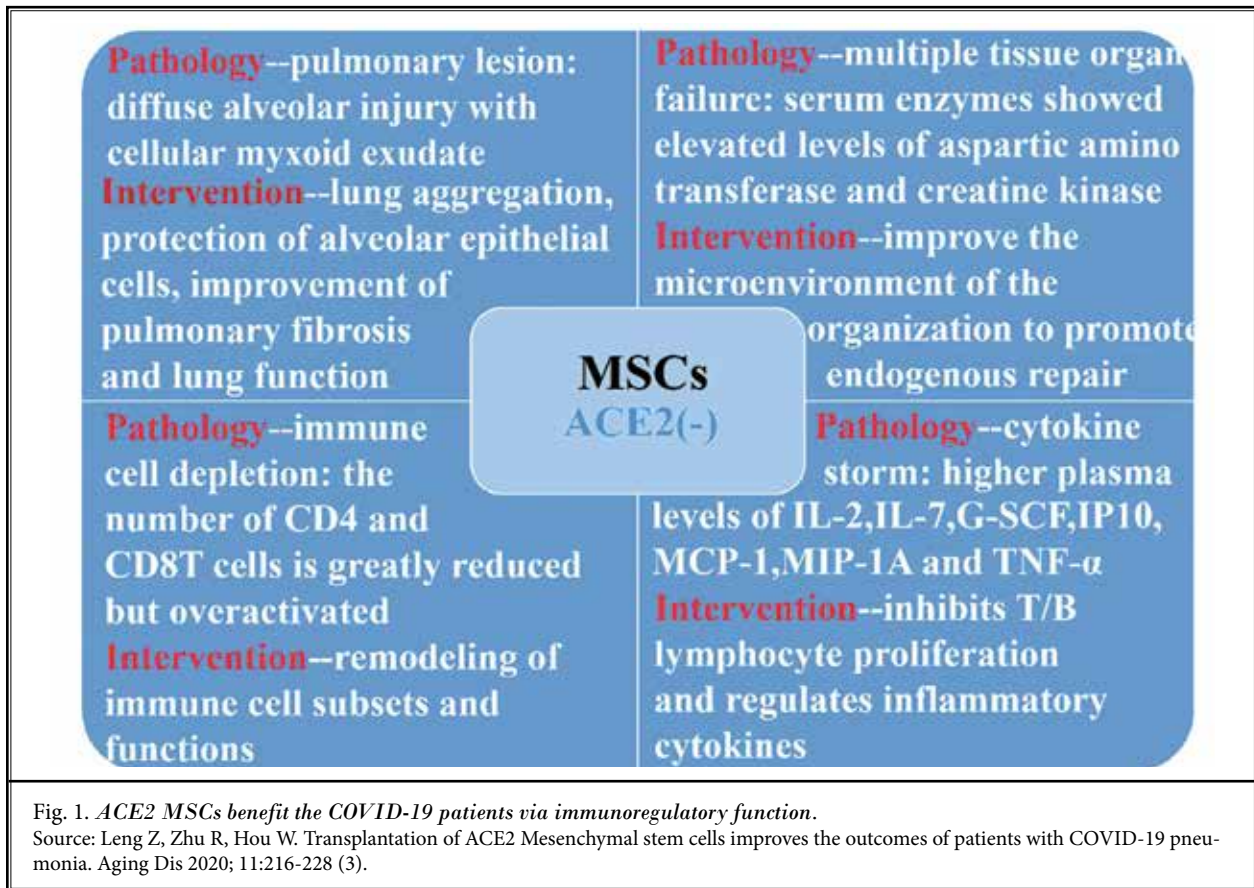 Pathology--pulmonary lesion:
diffuse alveolar injury with
cellular myxoid exudate
Intervention--lung aggregation,
protection of alveolar epithelial
cells, improvement of
pulmonary fibrosis
and lung function
Pathology--multiple tissue organ
failure: serum enzymes showed
elevated levels of aspartic amino
transferase and creatine kinase
Intervention--improve the
microenvironment of the
organization to promote
endogenous repair
MSCs
ACE2(-)
Pathology--immune
cell depletion: the
number of CD4 and
CD8T cells is greatly reduced
but overactivated
Intervention--remodeling of
immune cell subsets and
functions
Pathology--cytokine
storm: higher plasma
levels of IL-2,IL-7,G-SCF,IP10,
MCP-1,MIP-1A and TNF-α
Intervention--inhibits T/B
lymphocyte proliferation
and regulates inflammatory
cytokines
Fig. 1. ACE2 MSCs benefit the COVID-19 patients via immunoregulatory function.
Source: Leng Z, Zhu R, Hou W. Transplantation of ACE2 Mesenchymal stem cells improves the outcomes of patients with COVID-19 pneu-
monia. Aging Dis 2020; 11:216-228 (3).